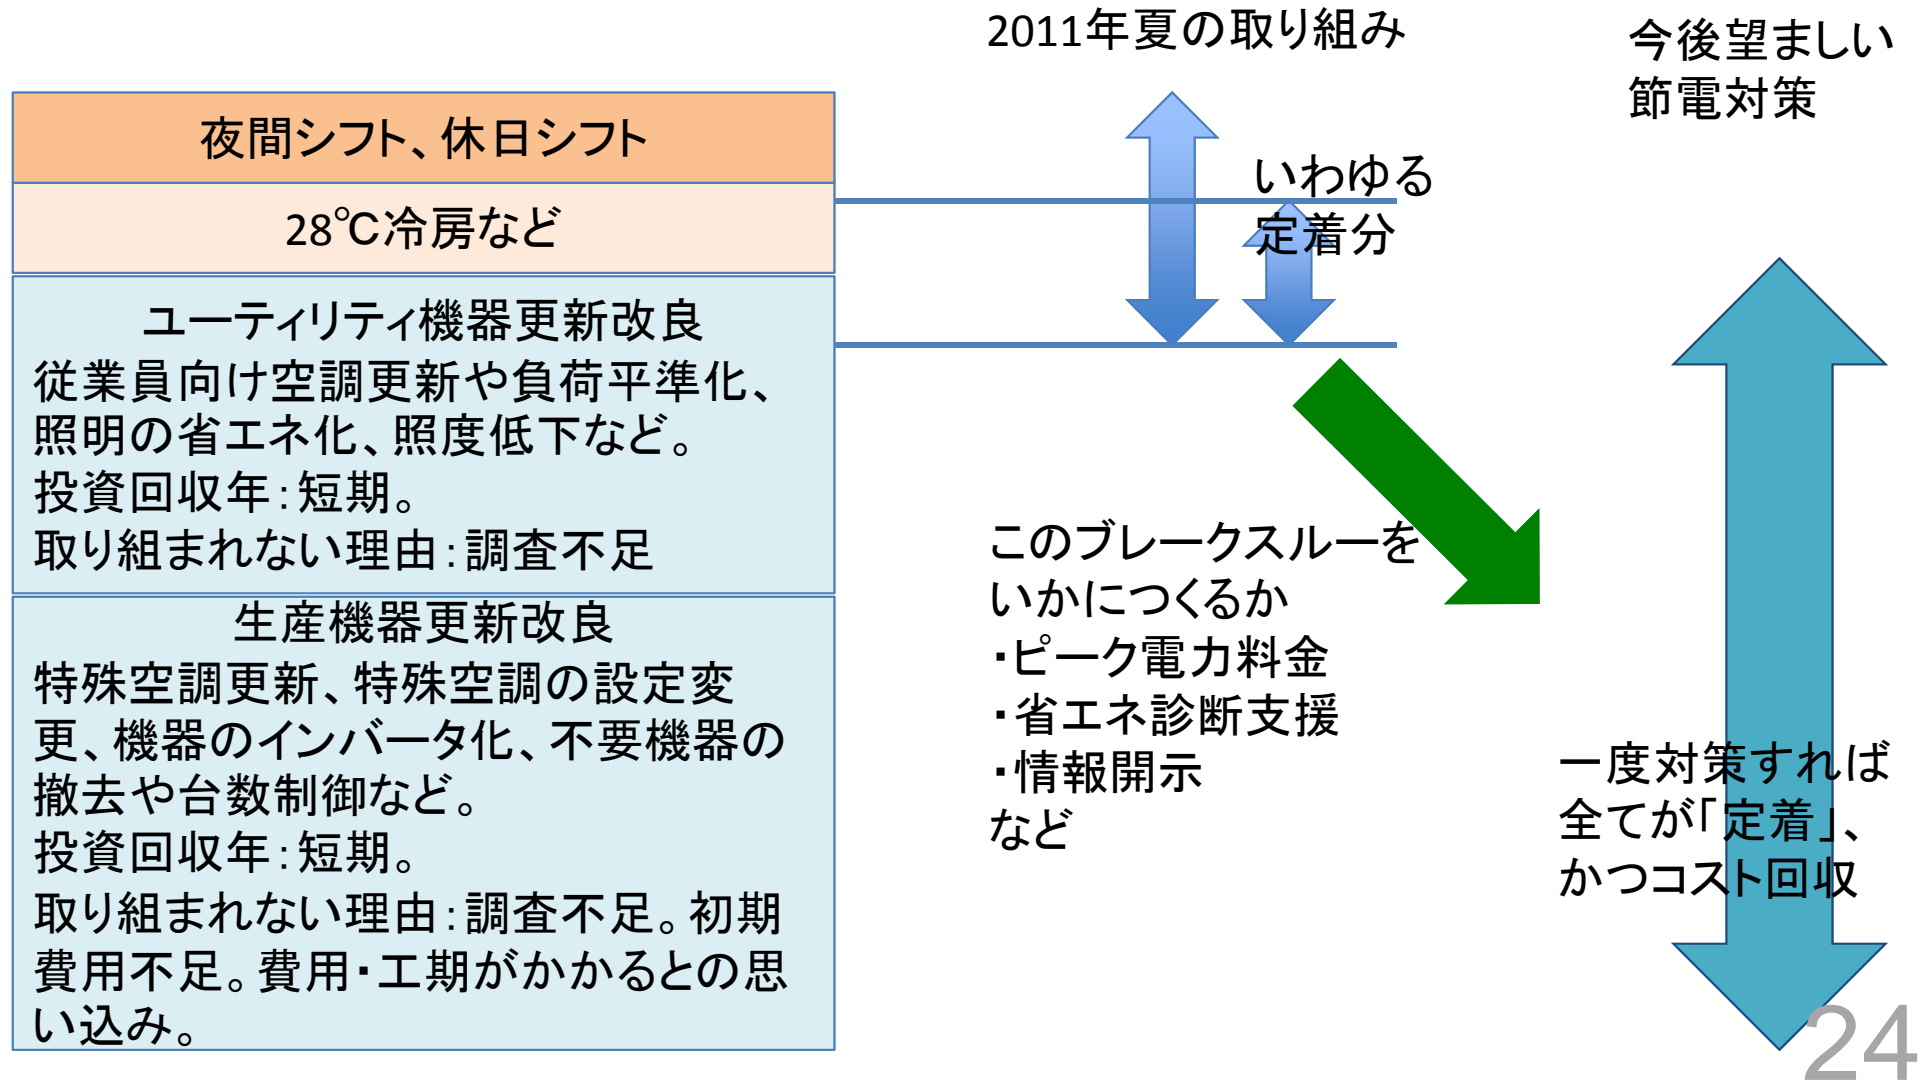 2011年夏の取り組み
今後望ましい
節電対策
夜間シフト、休日シフト
28℃冷房など
いわゆる
定着分
ユーティリティ機器更新改良
従業員向け空調更新や負荷平準化、
照明の省エネ化、照度低下など。
投資回収年:短期。
取り組まれない理由:調査不足
生産機器更新改良
特殊空調更新、特殊空調の設定変
更、機器のインバータ化、不要機器の
撤去や台数制御など。
投資回収年:短期。
取り組まれない理由:調査不足。初期
費用不足。費用・工期がかかるとの思
い込み。
このブレークスルーを
いかにつくるか
・ピーク電力料金
・省エネ診断支援
・情報開示
など
一度対策すれば
全てが「定着」、
かつコスト回収
24